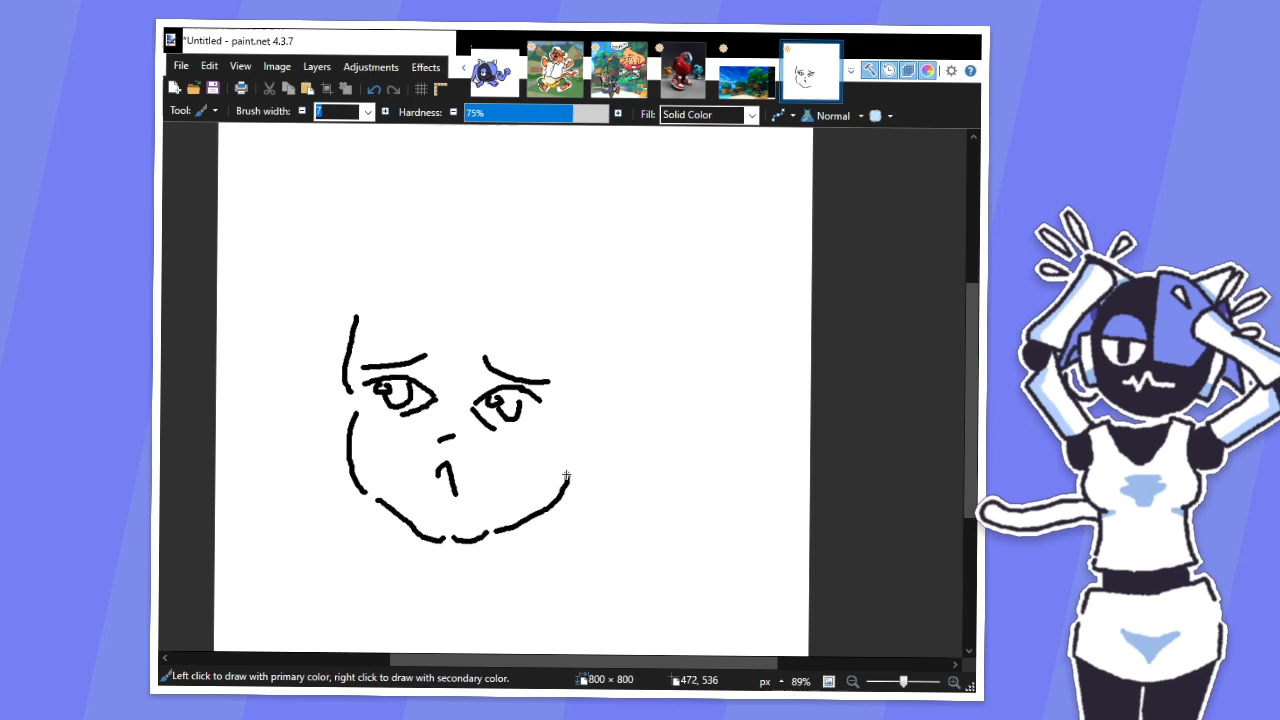 *Untitled - paint.net 4.3.7
File Edit View Image Layers Adjustments Effects
Tool: Brush width: 7 Hardness: 75% Fill: Solid Color Normal
Left click to draw with primary color, right click to draw with secondary color. 800 × 800 472, 536 px 89%